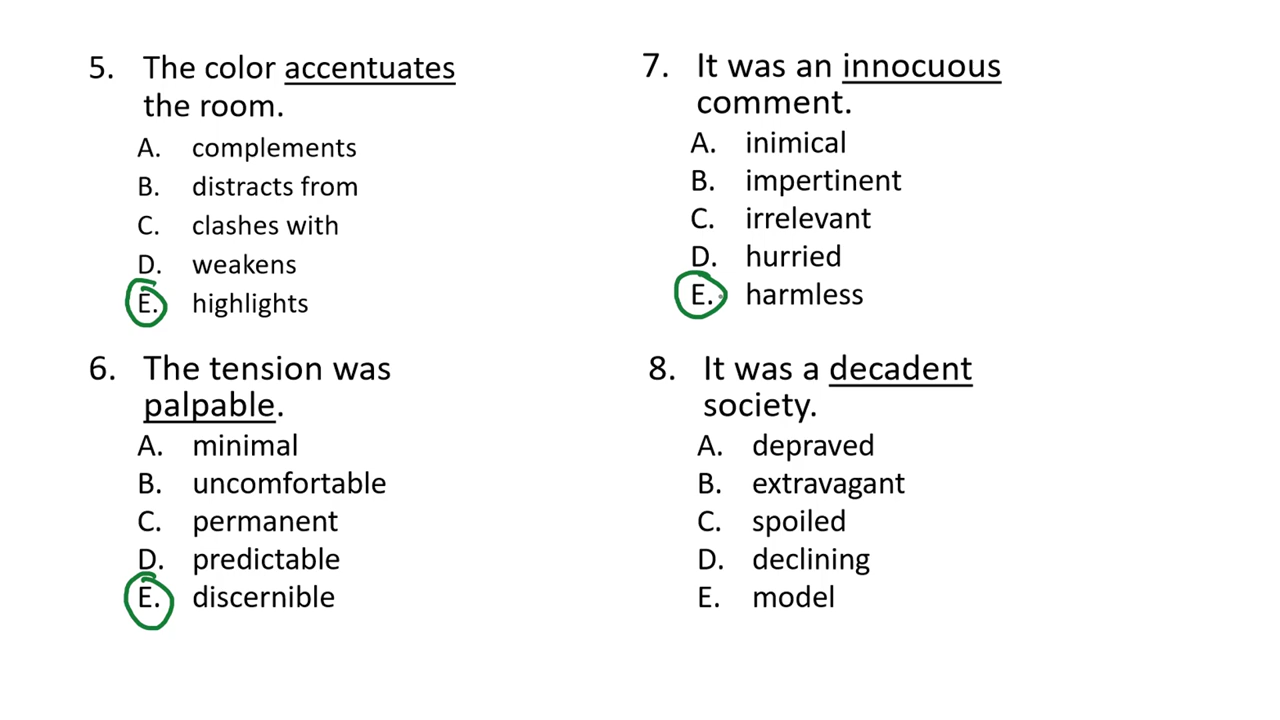 5. The color accentuates
the room.
A. complements
B. distracts from
C. clashes with
D. weakens
E. highlights
6. The tension was
palpable.
A. minimal
B. uncomfortable
C. permanent
D. predictable
E. discernible
7. It was an innocuous
comment.
A. inimical
B. impertinent
C. irrelevant
D. hurried
E. harmless
8. It was a decadent
society.
A. depraved
B. extravagant
C. spoiled
D. declining
E. model